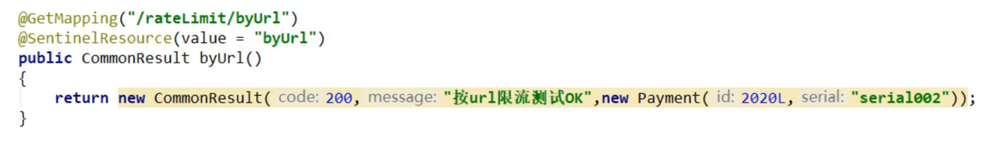 @GetMapping("/rateLimit/byUrl")
@SentinelResource(value = "byUrl")
public CommonResult byUrl()
{
    return new CommonResult( code: 200, message: "按url限流测试OK",new Payment( id: 2020L, serial: "serial002"));
}